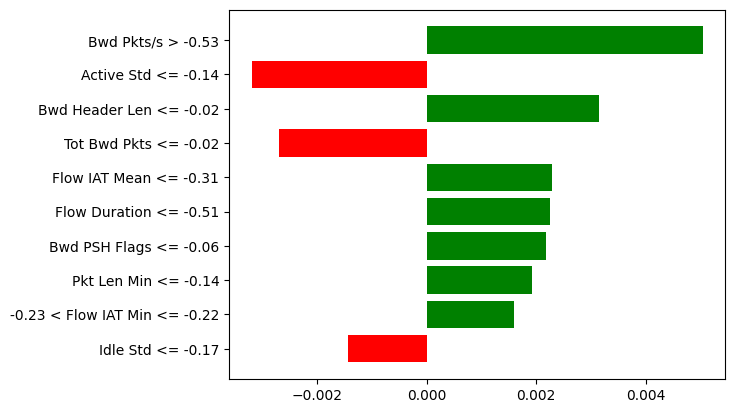 Bwd Pkts/s > -0.53
Active Std <= -0.14
Bwd Header Len <= -0.02
Tot Bwd Pkts <= -0.02
Flow IAT Mean <= -0.31
Flow Duration <= -0.51
Bwd PSH Flags <= -0.06
Pkt Len Min <= -0.14
-0.23 < Flow IAT Min <= -0.22
Idle Std <= -0.17
−0.002 0.000 0.002 0.004